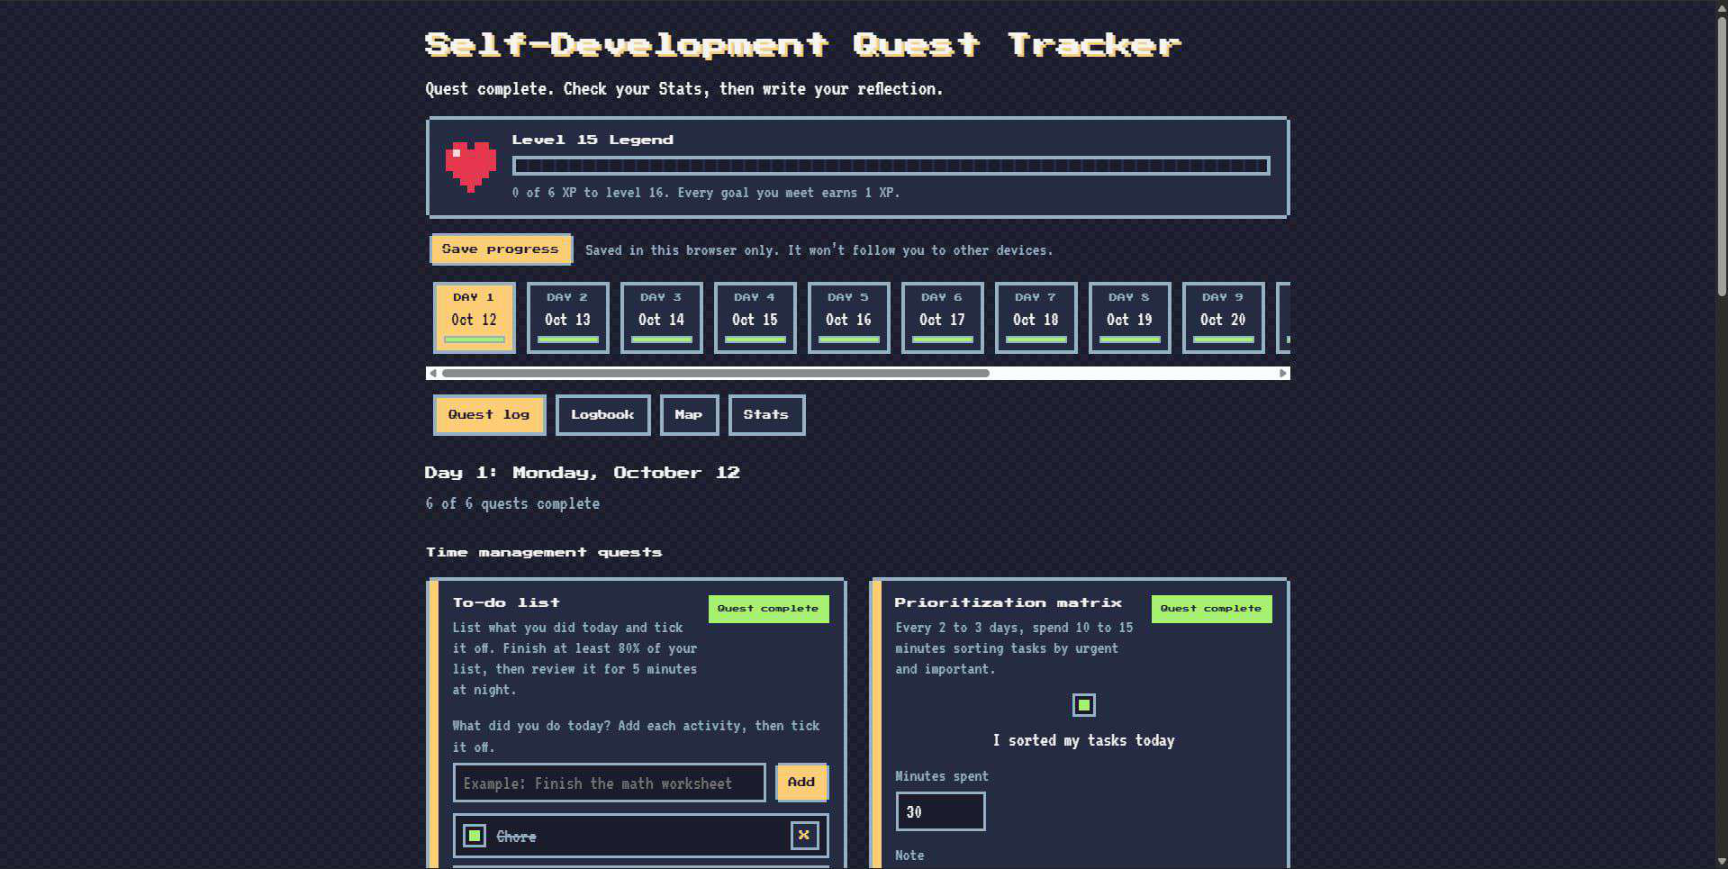 Self-Development Quest Tracker
Quest complete. Check your Stats, then write your reflection.
Level 15 Legend
0 of 6 XP to level 16. Every goal you meet earns 1 XP.
Save progress
Saved in this browser only. It won't follow you to other devices.
DAY 1
Oct 12
DAY 2
Oct 13
DAY 3
Oct 14
DAY 4
Oct 15
DAY 5
Oct 16
DAY 6
Oct 17
DAY 7
Oct 18
DAY 8
Oct 19
DAY 9
Oct 20
Quest log
Logbook
Map
Stats
Day 1: Monday, October 12
6 of 6 quests complete
Time management quests
To-do list
Quest complete
List what you did today and tick
it off. Finish at least 80% of your
list, then review it for 5 minutes
at night.
What did you do today? Add each activity, then tick
it off.
Example: Finish the math worksheet
Add
Chore
X
Prioritization matrix
Quest complete
Every 2 to 3 days, spend 10 to 15
minutes sorting tasks by urgent
and important.
I sorted my tasks today
Minutes spent
30
Note